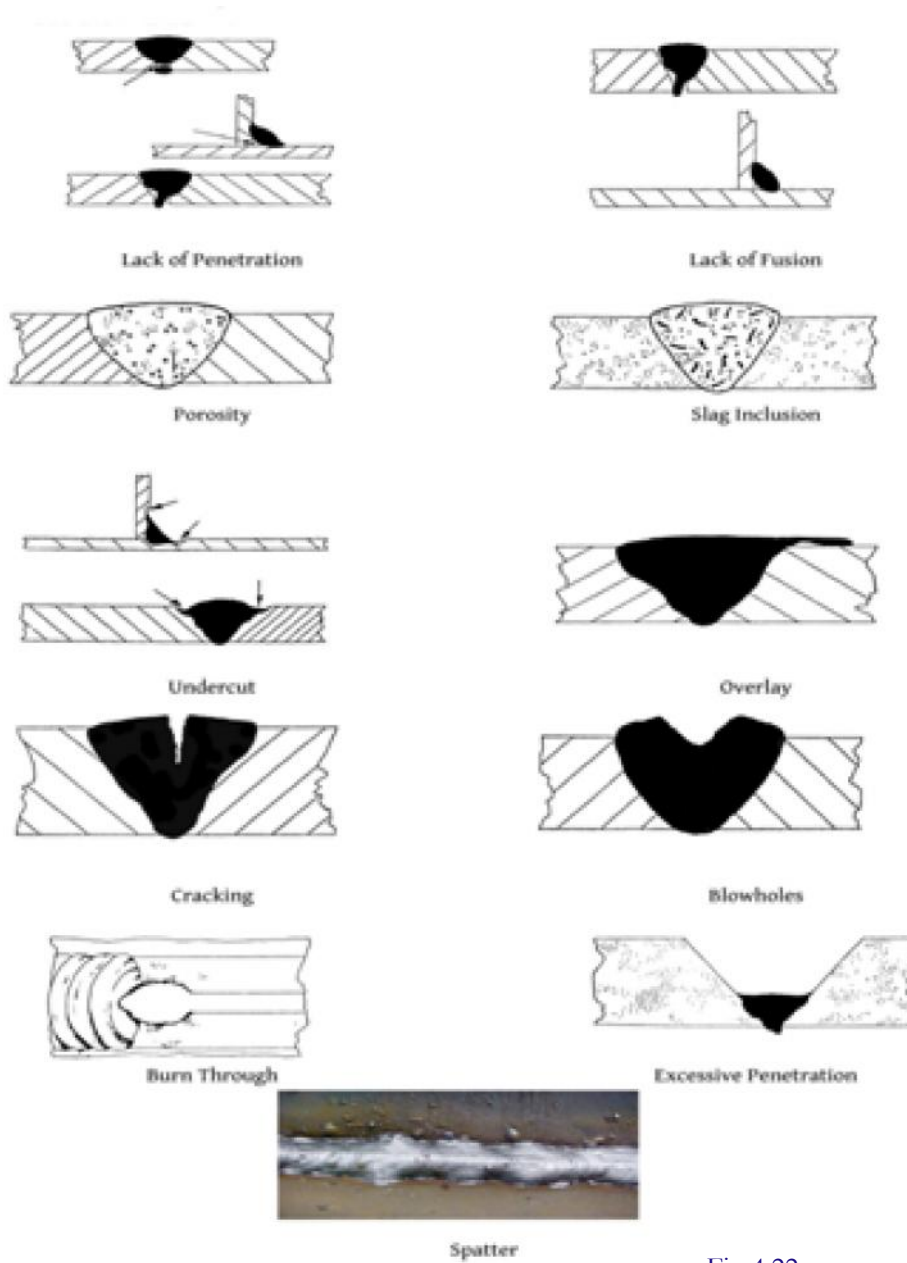 Lack of Penetration
Lack of Fusion
Porosity
Slag Inclusion
Undercut
Overlay
Cracking
Blowholes
Burn Through
Excessive Penetration
Spatter